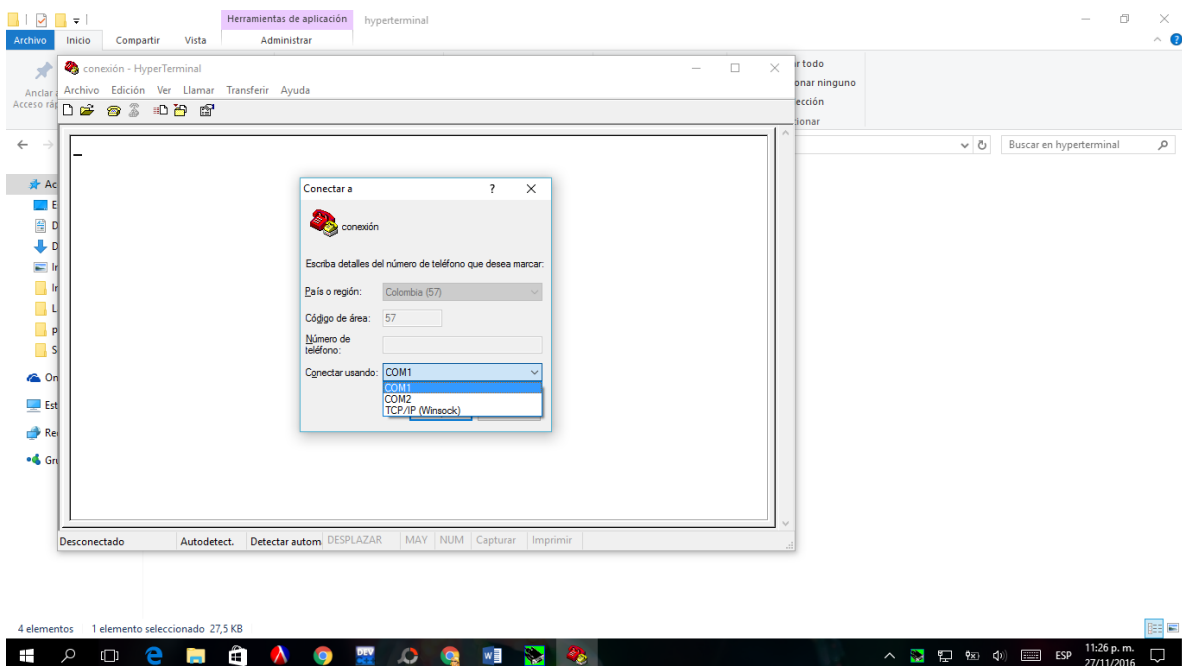 Herramientas de aplicación hyperterminal
Archivo Inicio Compartir Vista Administrar
conexión - HyperTerminal
Archivo Edición Ver Llamar Transferir Ayuda
Anclar
Acceso
todo
ninguno
Buscar en hyperterminal
Conectar a ?
conexión
Escriba detalles del número de teléfono que desea marcar:
País o región: Colombia (57)
Código de área: 57
Número de
teléfono:
Conectar usando: COM1
COM1
COM2
TCP/IP (Winsock)
Desconectado Autodetect. Detectar autom DESPLAZAR MAY NUM Capturar Imprimir
4 elementos 1 elemento seleccionado 27,5 KB
DEV
ESP
11:26 p. m.
27/11/2016